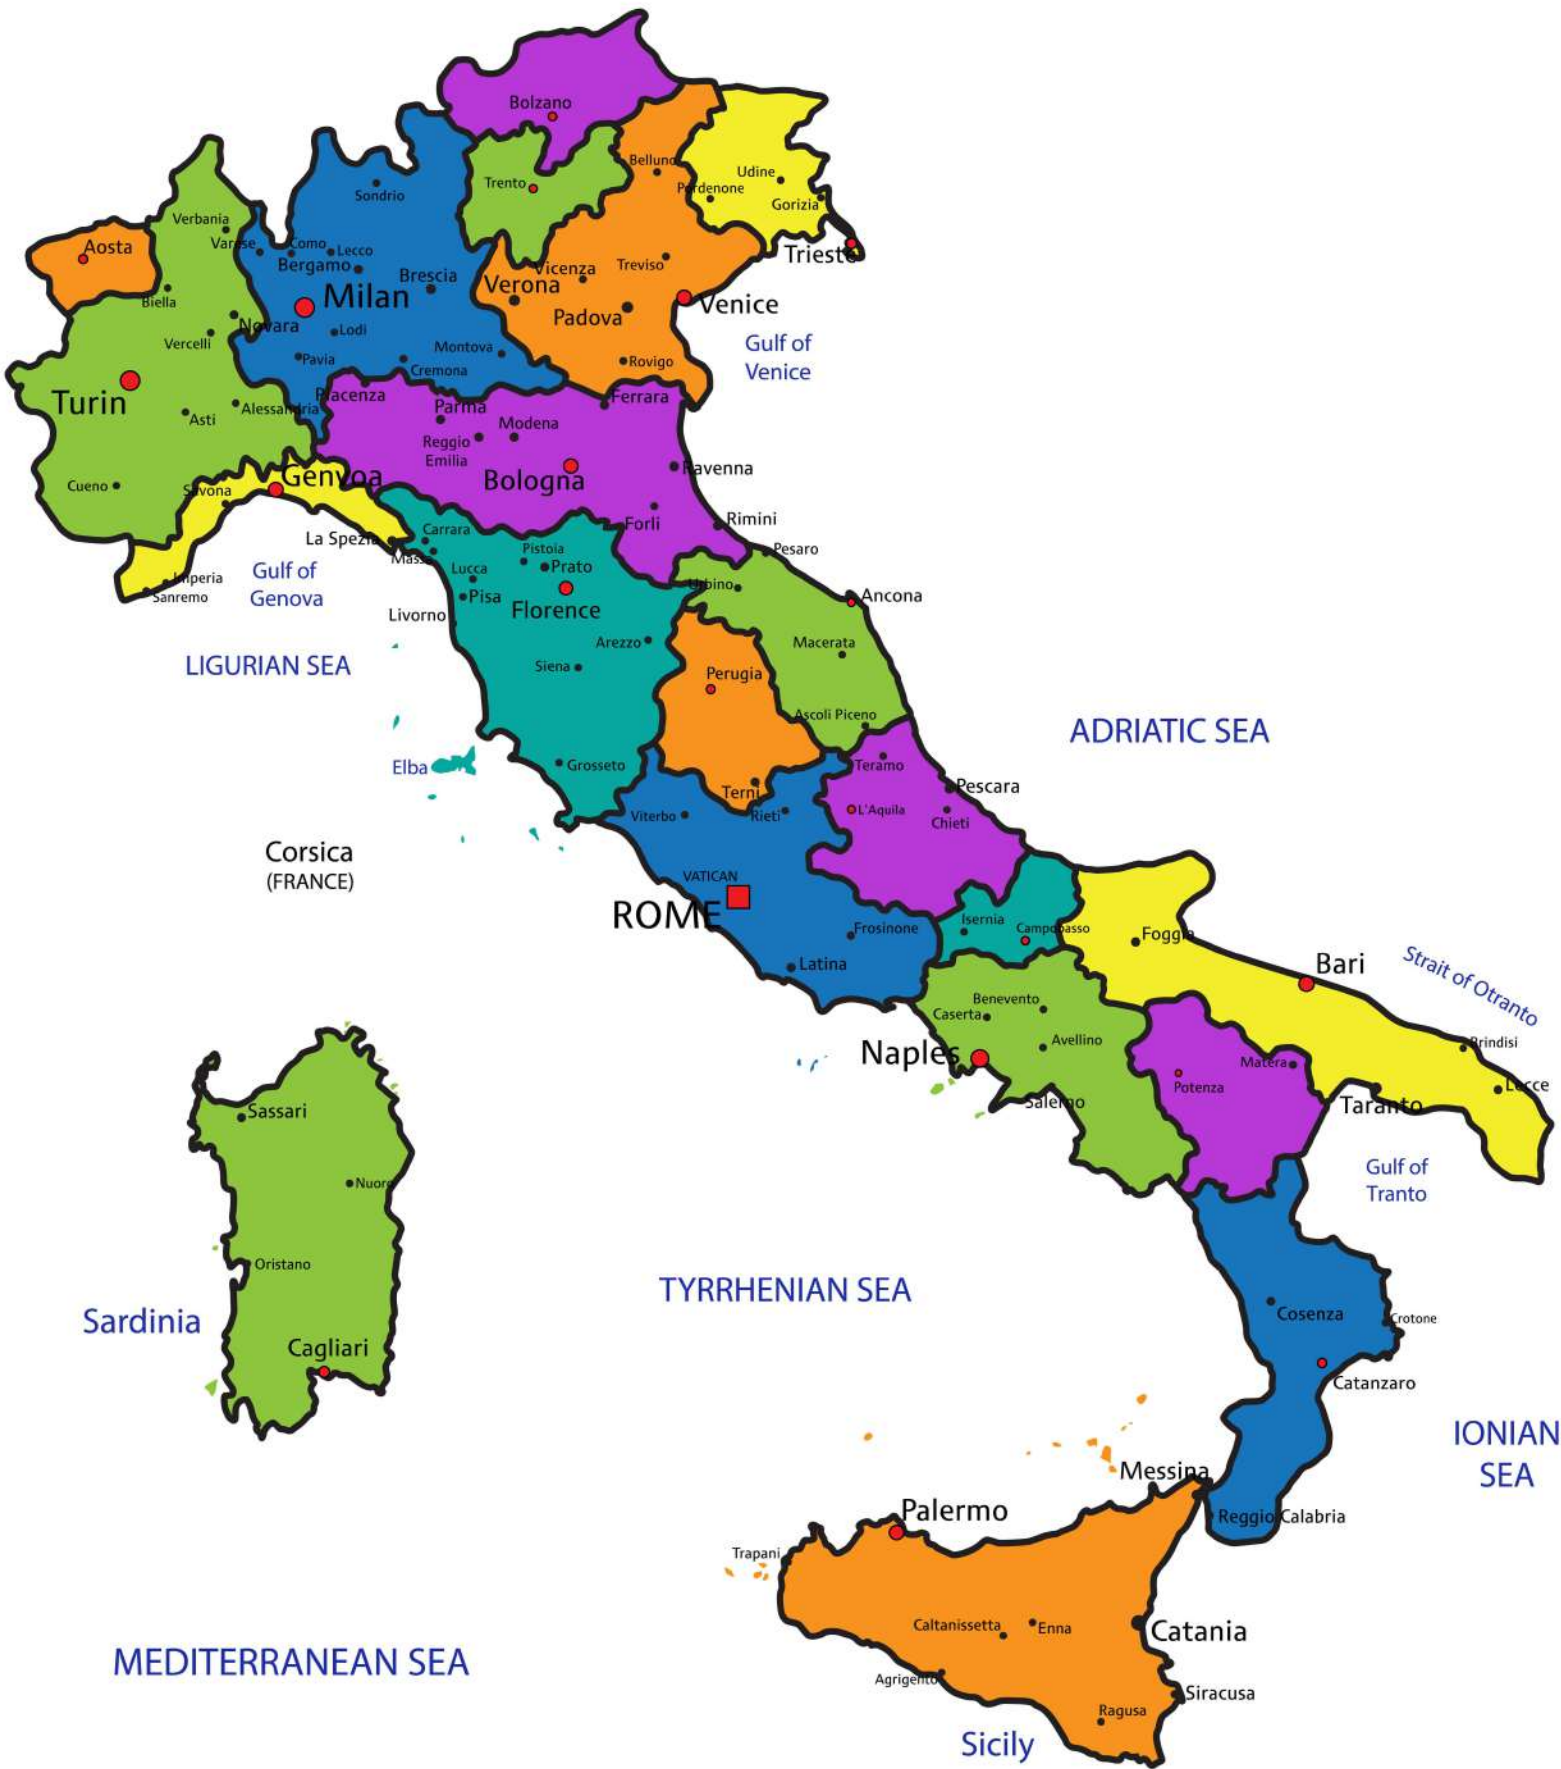 Bolzano
Belluno
Trento
Udine
Pordenone
Gorizia
Trieste
Sondrio
Verbania
Varese
Como
Lecco
Aosta
Bergamo
Brescia
Vicenza
Treviso
Verona
Milan
Biella
Padova
Venice
Novara
Lodi
Vercelli
Montova
Pavia
Cremona
Rovigo
Gulf of
Venice
Turin
Piacenza
Ferrara
Alessandria
Parma
Asti
Modena
Reggio
Emilia
Genvoa
Bologna
Ravenna
Cueno
Savona
Forli
Rimini
La Spezia
Carrara
Massa
Pistoia
Prato
Pesaro
Gulf of
Genova
Imperia
Sanremo
Lucca
Pisa
Urbino
Florence
Ancona
Livorno
Arezzo
Macerata
LIGURIAN SEA
Siena
Perugia
Ascoli Piceno
ADRIATIC SEA
Elba
Grosseto
Teramo
Terni
Pescara
Viterbo
Rieti
L'Aquila
Chieti
Corsica
(FRANCE)
VATICAN
ROME
Isernia
Campobasso
Frosinone
Foggia
Latina
Bari
Strait of Otranto
Benevento
Caserta
Avellino
Naples
Brindisi
Matera
Potenza
Lecce
Salerno
Taranto
Sassari
Gulf of
Tranto
Nuoro
Oristano
TYRRHENIAN SEA
Sardinia
Cosenza
Crotone
Cagliari
Catanzaro
IONIAN
SEA
Messina
Palermo
Reggio Calabria
Trapani
Caltanissetta
Enna
Catania
MEDITERRANEAN SEA
Agrigento
Siracusa
Ragusa
Sicily